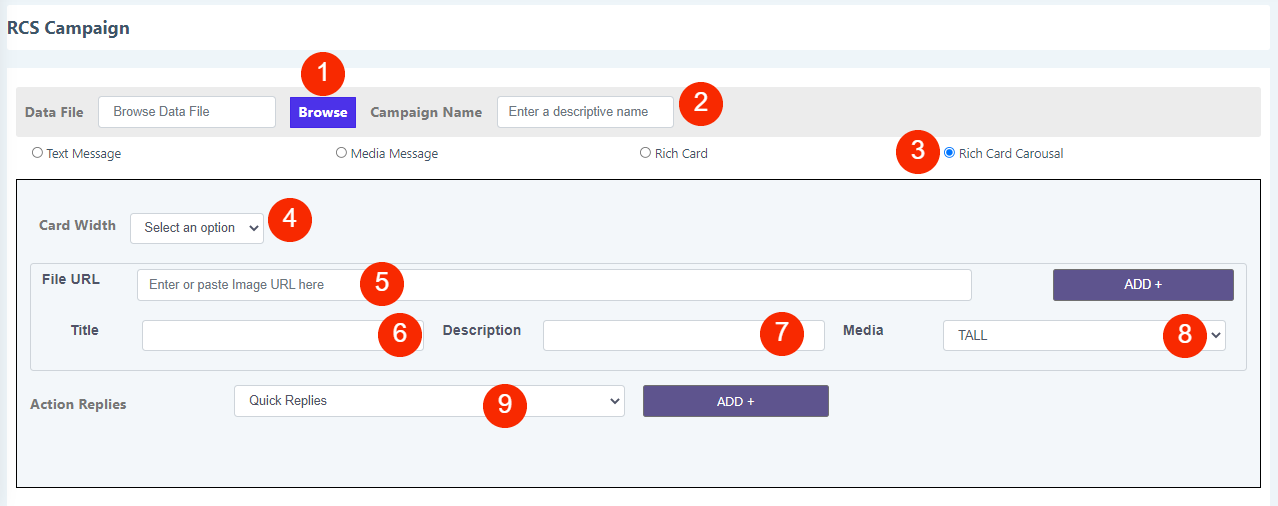 RCS Campaign
1
Data File Browse Data File Browse Campaign Name Enter a descriptive name 2
Text Message Media Message Rich Card 3 Rich Card Carousal
Card Width Select an option 4
File URL Enter or paste Image URL here 5 ADD +
Title 6 Description 7 Media TALL 8
Action Replies Quick Replies 9 ADD +